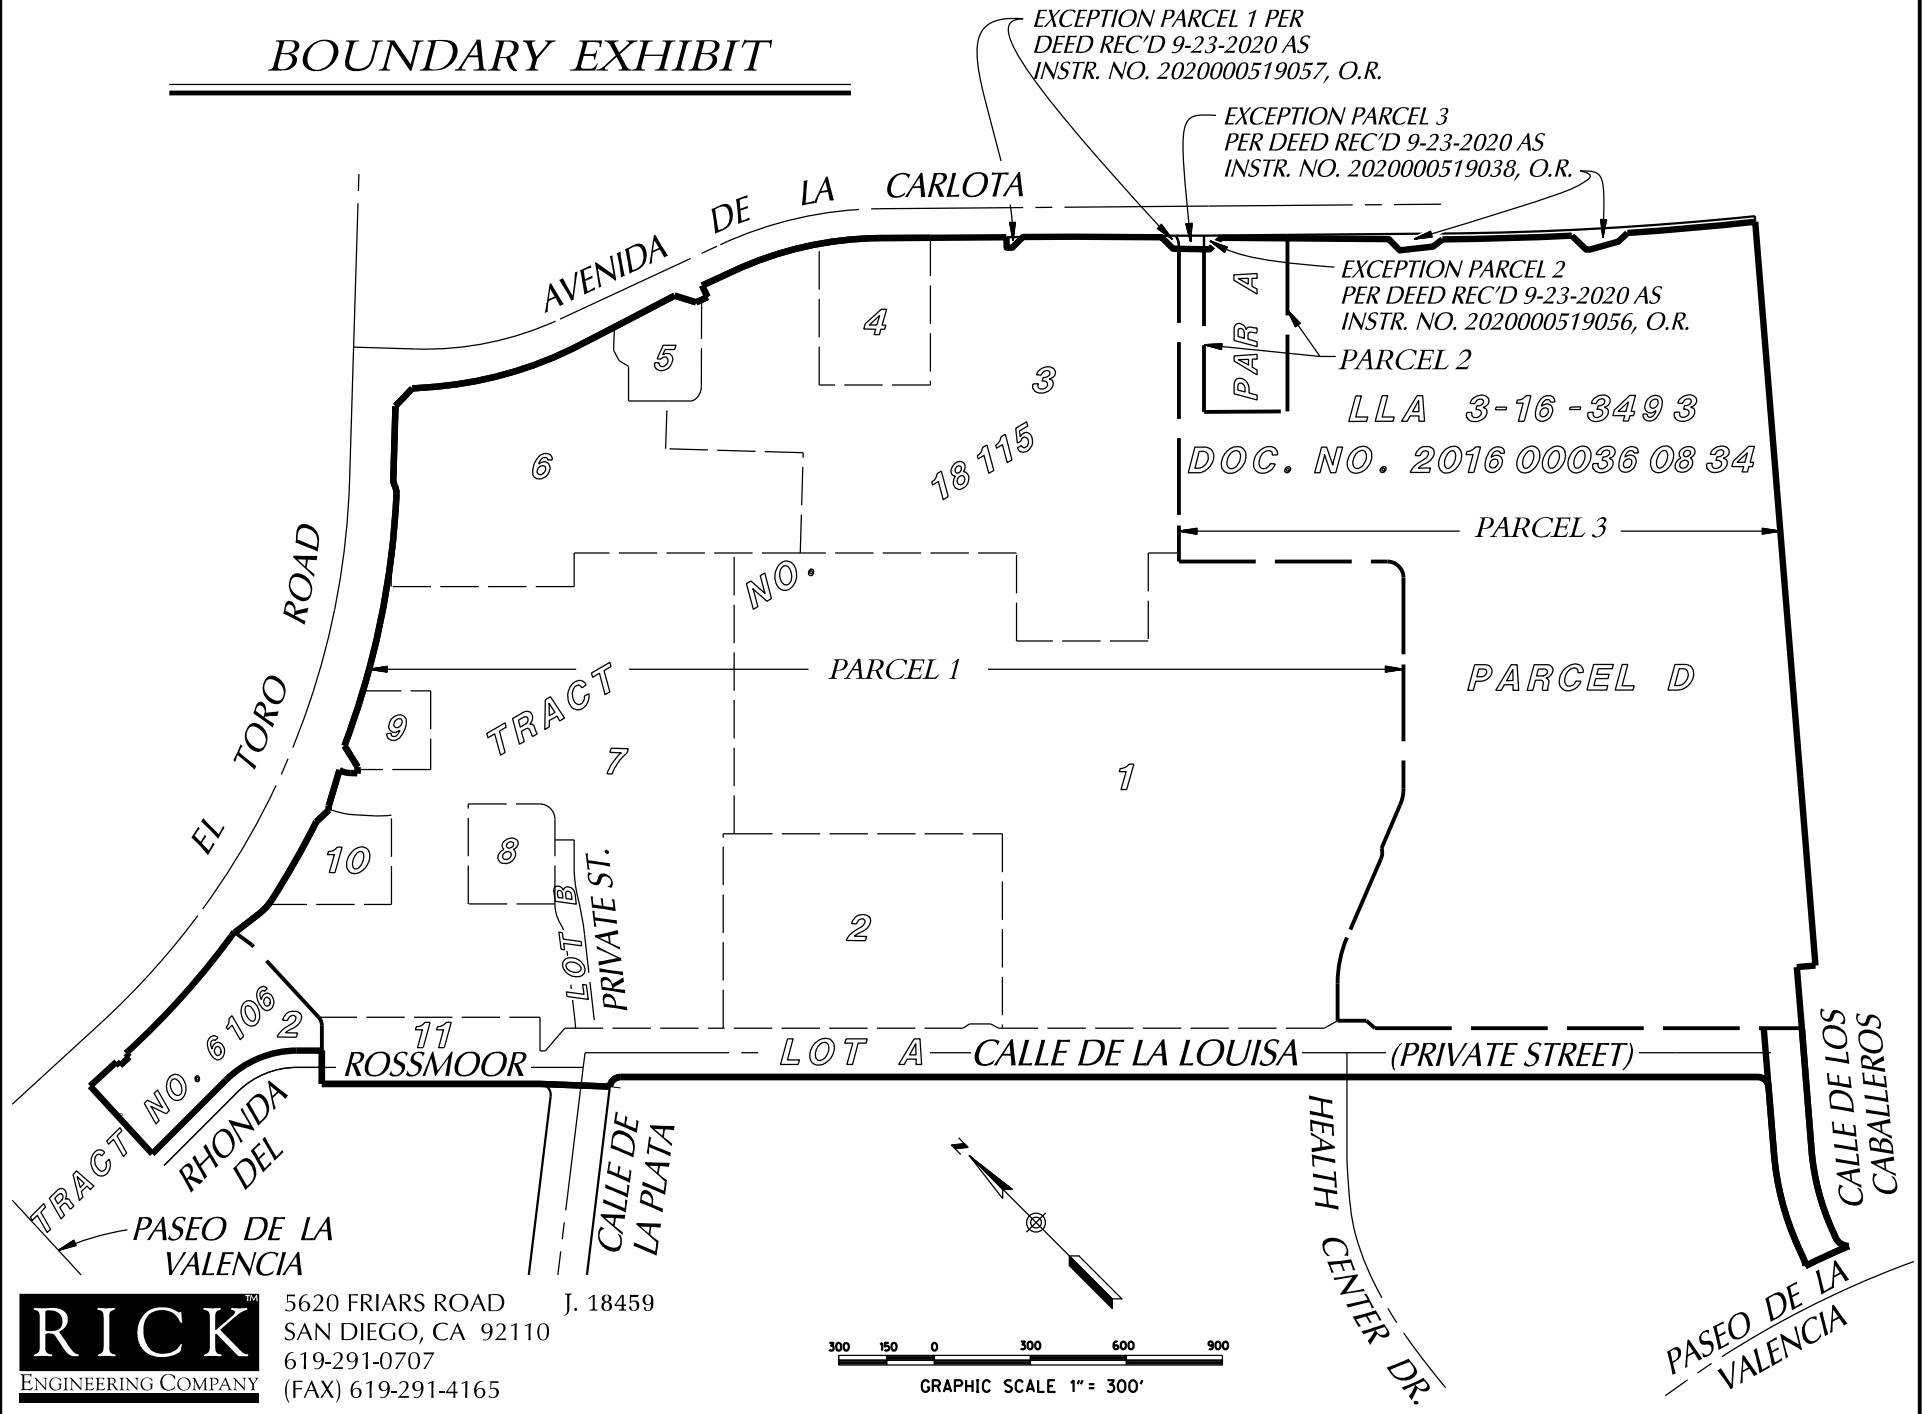 BOUNDARY EXHIBIT
EXCEPTION PARCEL 1 PER
DEED REC'D 9-23-2020 AS
INSTR. NO. 2020000519057, O.R.
EXCEPTION PARCEL 3
PER DEED REC'D 9-23-2020 AS
INSTR. NO. 2020000519038, O.R.
AVENIDA DE LA CARLOTA
EXCEPTION PARCEL 2
PER DEED REC'D 9-23-2020 AS
INSTR. NO. 2020000519056, O.R.
PARCEL 2
PAR A
4
5
3
6
LLA 3-16-3493
DOC. NO. 2016000360834
PARCEL 3
EL TORO ROAD
TRACT NO. 18115
PARCEL 1
PARCEL D
9
7
1
10
8
2
LOT B
PRIVATE ST.
TRACT NO. 6106
2
11
ROSSMOOR
LOT A
CALLE DE LA LOUISA
(PRIVATE STREET)
CALLE DE LOS
CABALLEROS
RHONDA
DEL
CALLE DE
LA PLATA
HEALTH CENTER DR.
PASEO DE LA
VALENCIA
PASEO DE LA
VALENCIA
N
RICK™
ENGINEERING COMPANY
5620 FRIARS ROAD
SAN DIEGO, CA 92110
619-291-0707
(FAX) 619-291-4165
J. 18459
300 150 0 300 600 900
GRAPHIC SCALE 1"= 300'